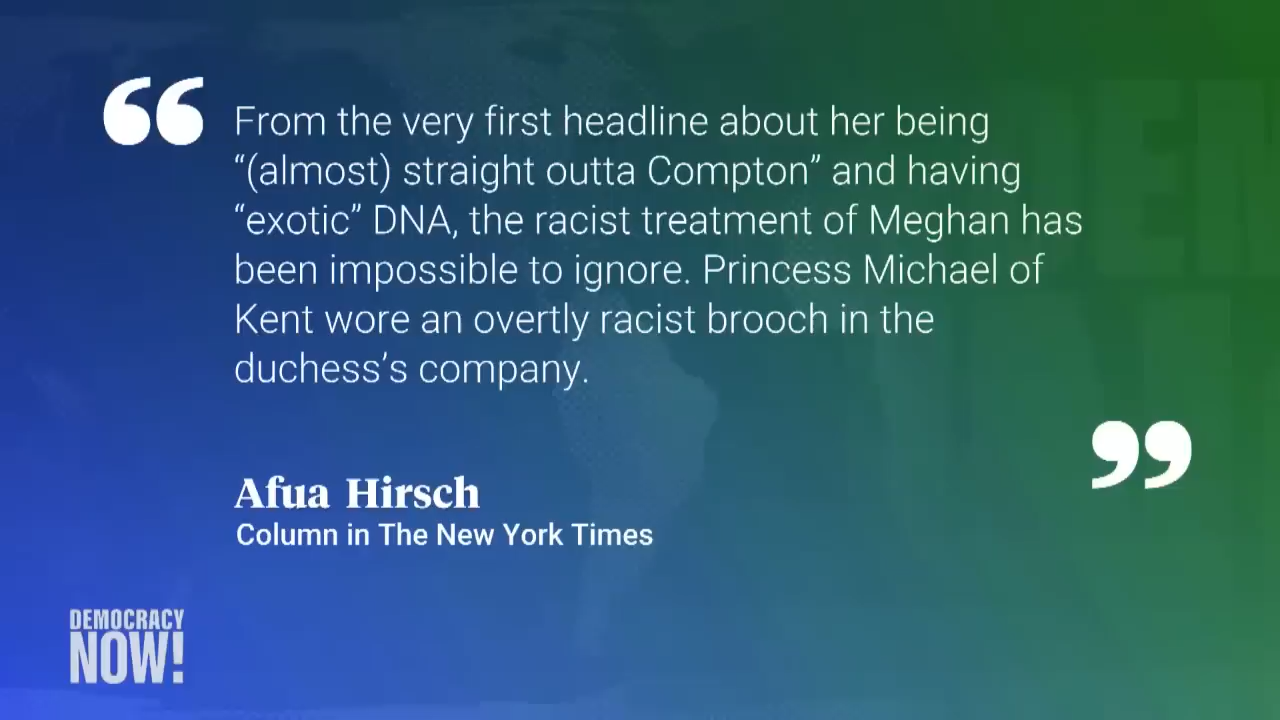 “
From the very first headline about her being
“(almost) straight outta Compton” and having
“exotic” DNA, the racist treatment of Meghan has
been impossible to ignore. Princess Michael of
Kent wore an overtly racist brooch in the
duchess’s company.
”
Afua Hirsch
Column in The New York Times
DEMOCRACY
NOW!